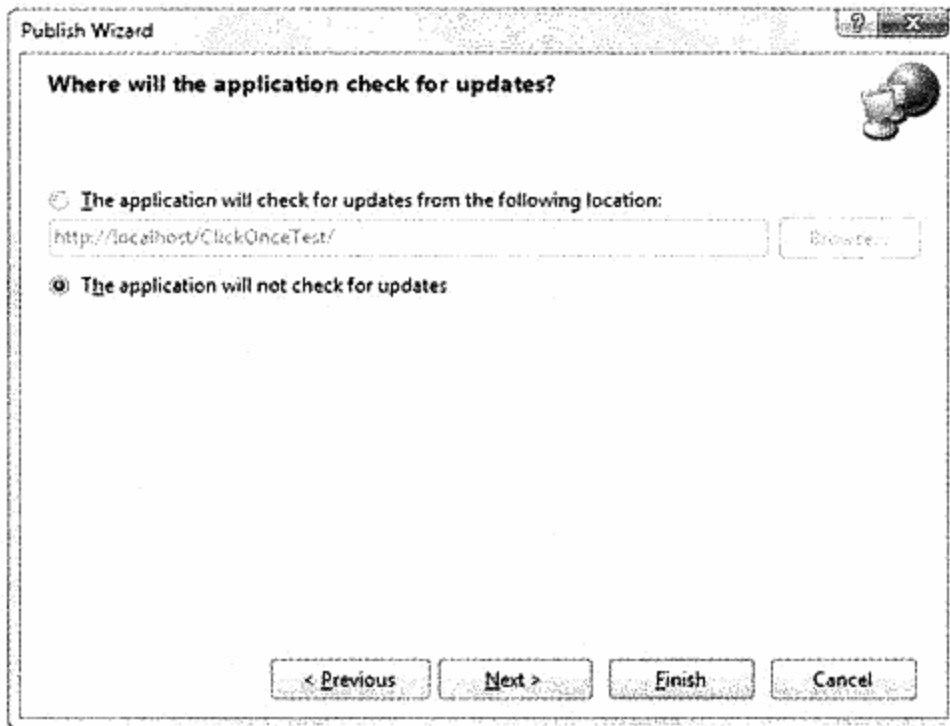 Publish Wizard
Where will the application check for updates?
The application will check for updates from the following location:
http://localhost/ClickOnceTest/
Browse...
The application will not check for updates
< Previous
Next >
Finish
Cancel